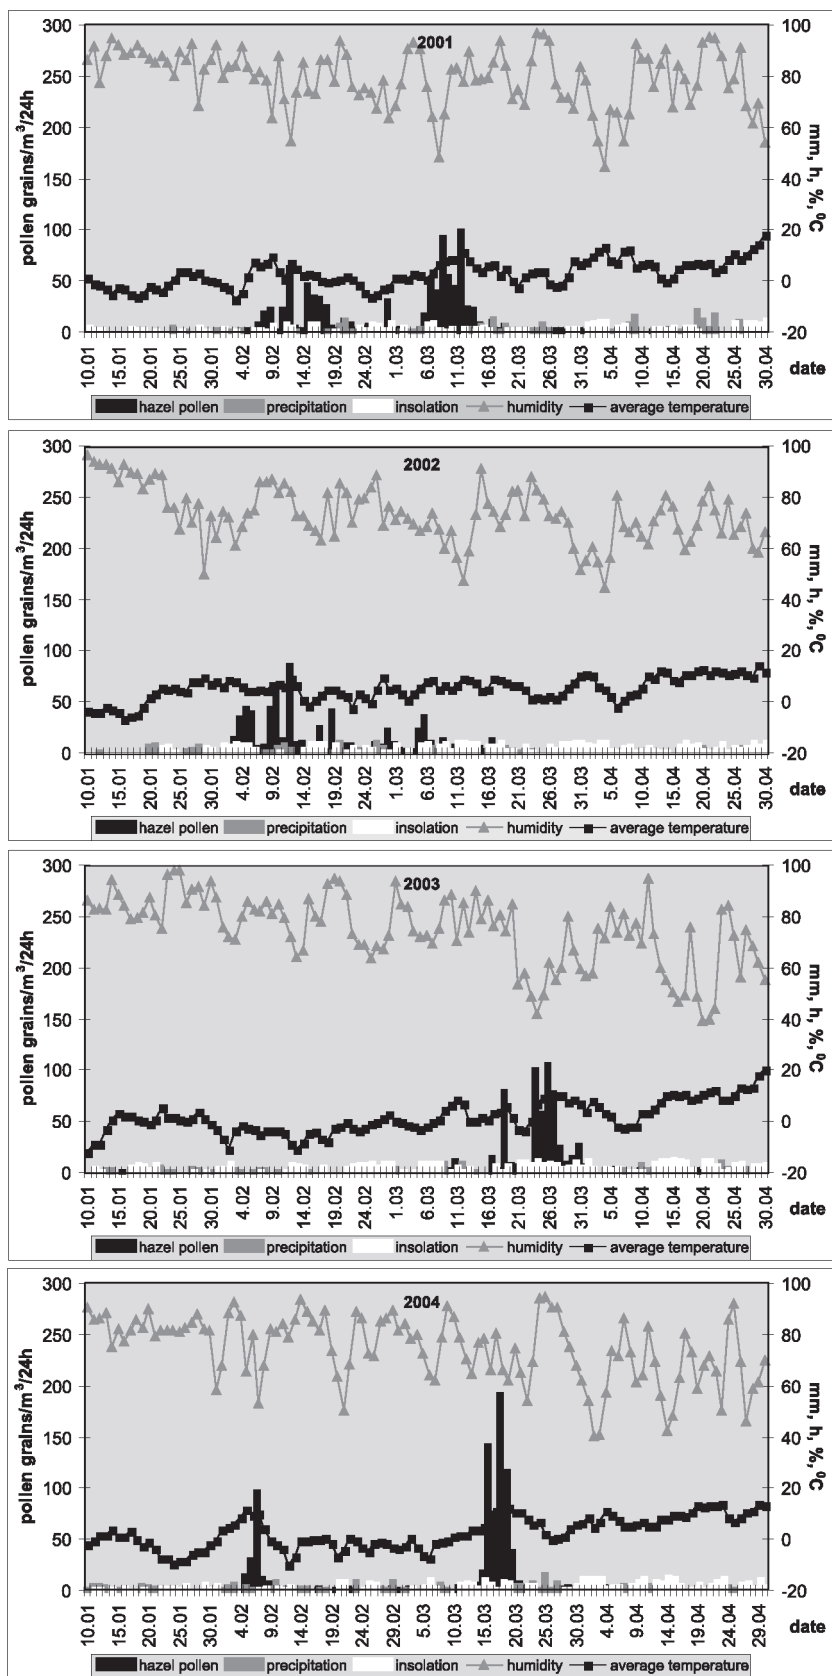 2001
pollen grains/m³/24h
300 100
250 80
200 60
150 40
100 20
50 0
0 -20
mm, h, %, ⁰C
10.01 15.01 20.01 25.01 30.01 4.02 9.02 14.02 19.02 24.02 1.03 6.03 11.03 16.03 21.03 26.03 31.03 5.04 10.04 15.04 20.04 25.04 30.04 date
hazel pollen precipitation insolation humidity average temperature
2002
pollen grains/m³/24h
300 100
250 80
200 60
150 40
100 20
50 0
0 -20
mm, h, %, ⁰C
10.01 15.01 20.01 25.01 30.01 4.02 9.02 14.02 19.02 24.02 1.03 6.03 11.03 16.03 21.03 26.03 31.03 5.04 10.04 15.04 20.04 25.04 30.04 date
hazel pollen precipitation insolation humidity average temperature
2003
pollen grains/m³/24h
300 100
250 80
200 60
150 40
100 20
50 0
0 -20
mm, h, %, ⁰C
10.01 15.01 20.01 25.01 30.01 4.02 9.02 14.02 19.02 24.02 1.03 6.03 11.03 16.03 21.03 26.03 31.03 5.04 10.04 15.04 20.04 25.04 30.04 date
hazel pollen precipitation insolation humidity average temperature
2004
pollen grains/m³/24h
300 100
250 80
200 60
150 40
100 20
50 0
0 -20
mm, h, %, ⁰C
10.01 15.01 20.01 25.01 30.01 4.02 9.02 14.02 19.02 24.02 29.02 5.03 10.03 15.03 20.03 25.03 30.03 4.04 9.04 14.04 19.04 24.04 29.04 date
hazel pollen precipitation insolation humidity average temperature